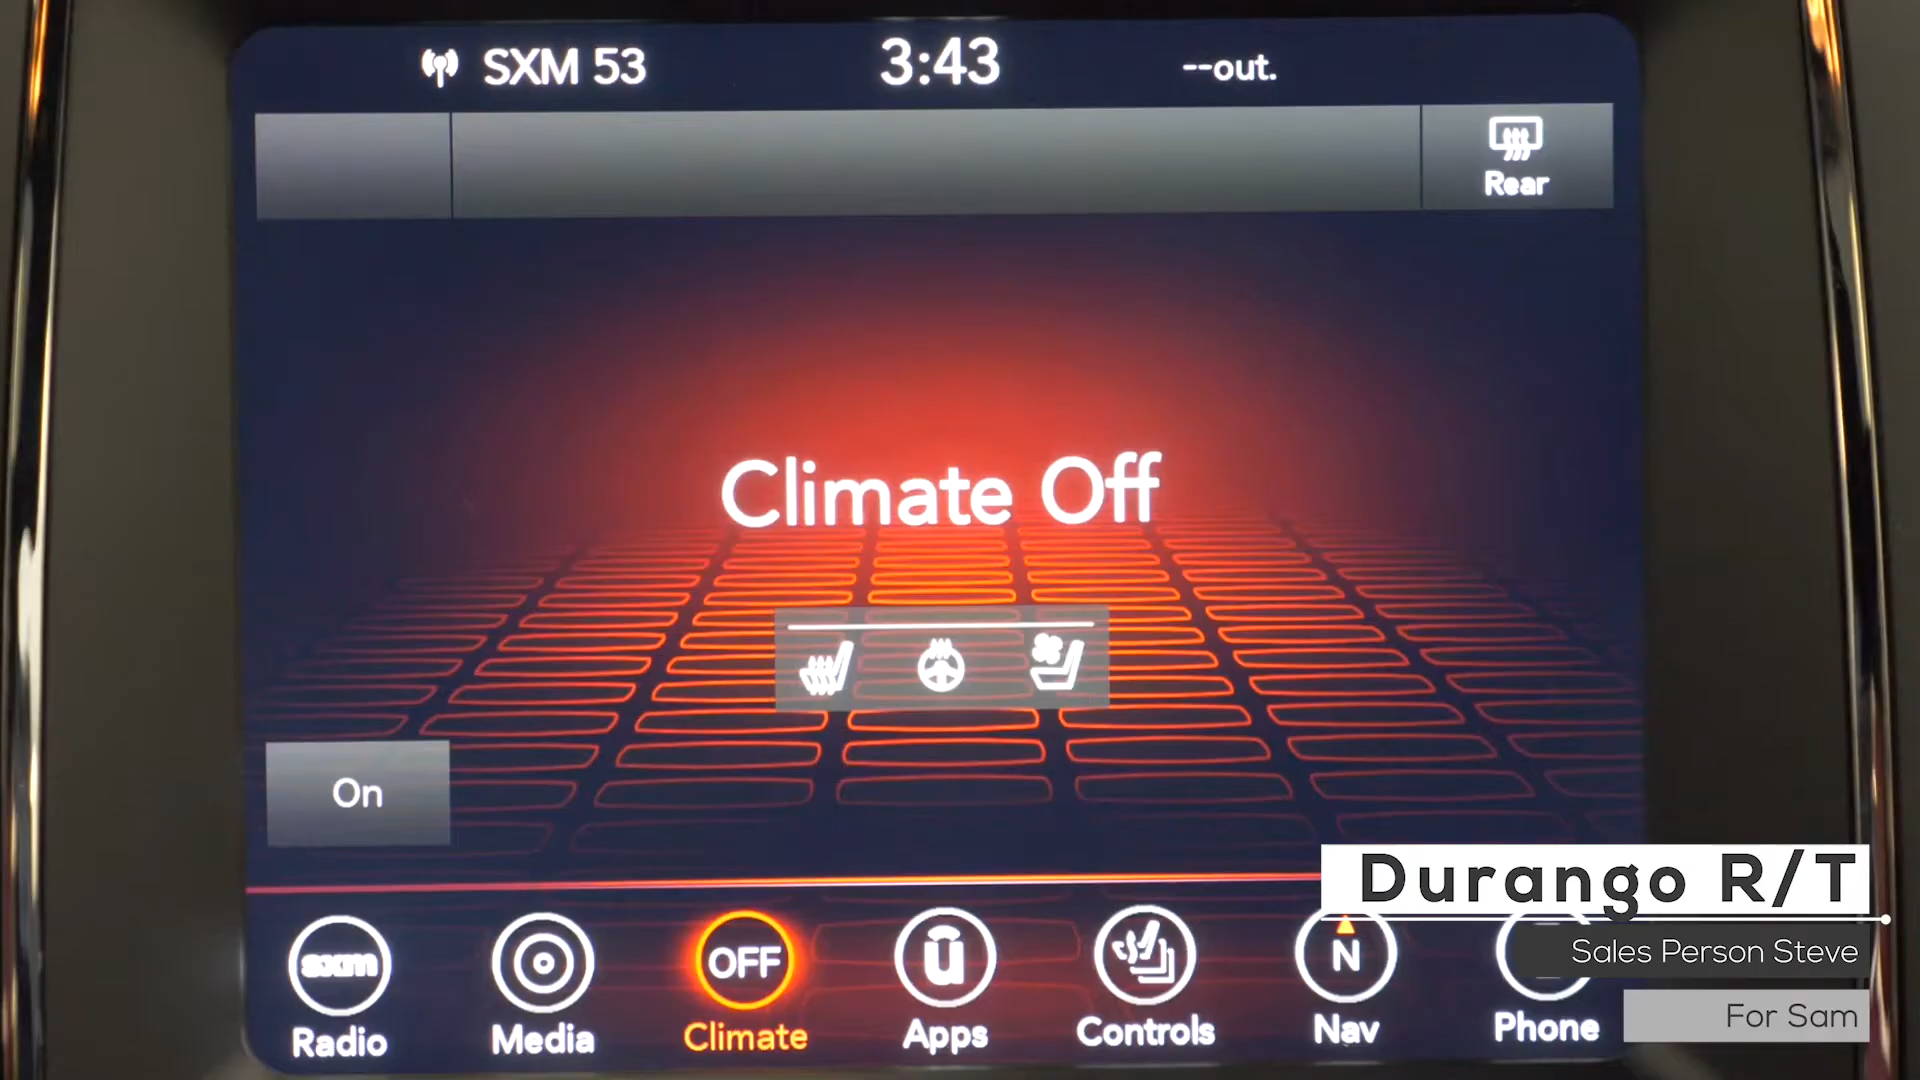 SXM 53
3:43
--out.
Rear
Climate Off
On
sxm
OFF
u
N
Radio
Media
Climate
Apps
Controls
Nav
Phone
Durango R/T
Sales Person Steve
For Sam